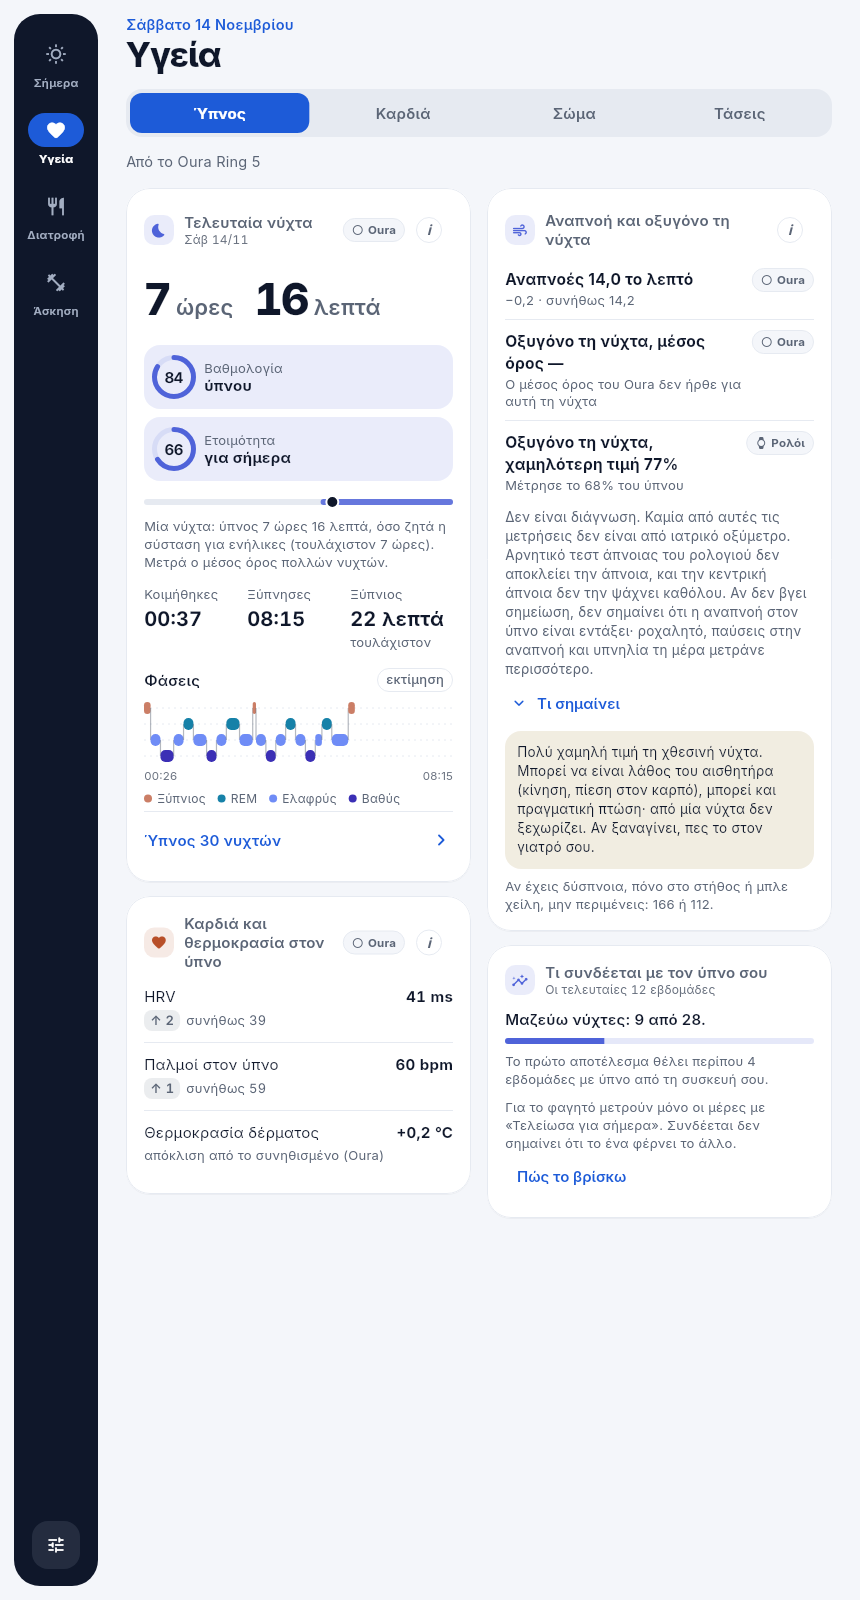 Σάββατο 14 Νοεμβρίου
Υγεία
Σήμερα
Υγεία
Διατροφή
Άσκηση
Ύπνος
Καρδιά
Σώμα
Τάσεις
Από το Oura Ring 5
Τελευταία νύχτα
Σάβ 14/11
Oura
i
7 ώρες 16 λεπτά
84
Βαθμολογία
ύπνου
66
Ετοιμότητα
για σήμερα
Μία νύχτα: ύπνος 7 ώρες 16 λεπτά, όσο ζητά η
σύσταση για ενήλικες (τουλάχιστον 7 ώρες).
Μετρά ο μέσος όρος πολλών νυχτών.
Κοιμήθηκες
00:37
Ξύπνησες
08:15
Ξύπνιος
22 λεπτά
τουλάχιστον
Φάσεις
εκτίμηση
00:26
08:15
Ξύπνιος
REM
Ελαφρύς
Βαθύς
Ύπνος 30 νυχτών
Καρδιά και
θερμοκρασία στον
ύπνο
Oura
i
HRV
41 ms
↑ 2 συνήθως 39
Παλμοί στον ύπνο
60 bpm
↑ 1 συνήθως 59
Θερμοκρασία δέρματος
+0,2 °C
απόκλιση από το συνηθισμένο (Oura)
Αναπνοή και οξυγόνο τη
νύχτα
i
Αναπνοές 14,0 το λεπτό
Oura
−0,2 · συνήθως 14,2
Οξυγόνο τη νύχτα, μέσος
όρος —
Oura
Ο μέσος όρος του Oura δεν ήρθε για
αυτή τη νύχτα
Οξυγόνο τη νύχτα,
χαμηλότερη τιμή 77%
Ρολόι
Μέτρησε το 68% του ύπνου
Δεν είναι διάγνωση. Καμία από αυτές τις
μετρήσεις δεν είναι από ιατρικό οξύμετρο.
Αρνητικό τεστ άπνοιας του ρολογιού δεν
αποκλείει την άπνοια, και την κεντρική
άπνοια δεν την ψάχνει καθόλου. Αν δεν βγει
σημείωση, δεν σημαίνει ότι η αναπνοή στον
ύπνο είναι εντάξει· ροχαλητό, παύσεις στην
αναπνοή και υπνηλία τη μέρα μετράνε
περισσότερο.
Τι σημαίνει
Πολύ χαμηλή τιμή τη χθεσινή νύχτα.
Μπορεί να είναι λάθος του αισθητήρα
(κίνηση, πίεση στον καρπό), μπορεί και
πραγματική πτώση· από μία νύχτα δεν
ξεχωρίζει. Αν ξαναγίνει, πες το στον
γιατρό σου.
Αν έχεις δύσπνοια, πόνο στο στήθος ή μπλε
χείλη, μην περιμένεις: 166 ή 112.
Τι συνδέεται με τον ύπνο σου
Οι τελευταίες 12 εβδομάδες
Μαζεύω νύχτες: 9 από 28.
Το πρώτο αποτέλεσμα θέλει περίπου 4
εβδομάδες με ύπνο από τη συσκευή σου.
Για το φαγητό μετρούν μόνο οι μέρες με
«Τελείωσα για σήμερα». Συνδέεται δεν
σημαίνει ότι το ένα φέρνει το άλλο.
Πώς το βρίσκω